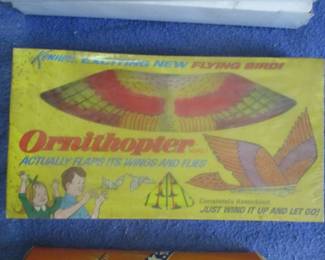 EXCITING NEW FLYING BIRD!
Ornithopter
ACTUALLY FLAPS ITS WINGS AND FLIES
Completely Assembled
JUST WIND IT UP AND LET GO!